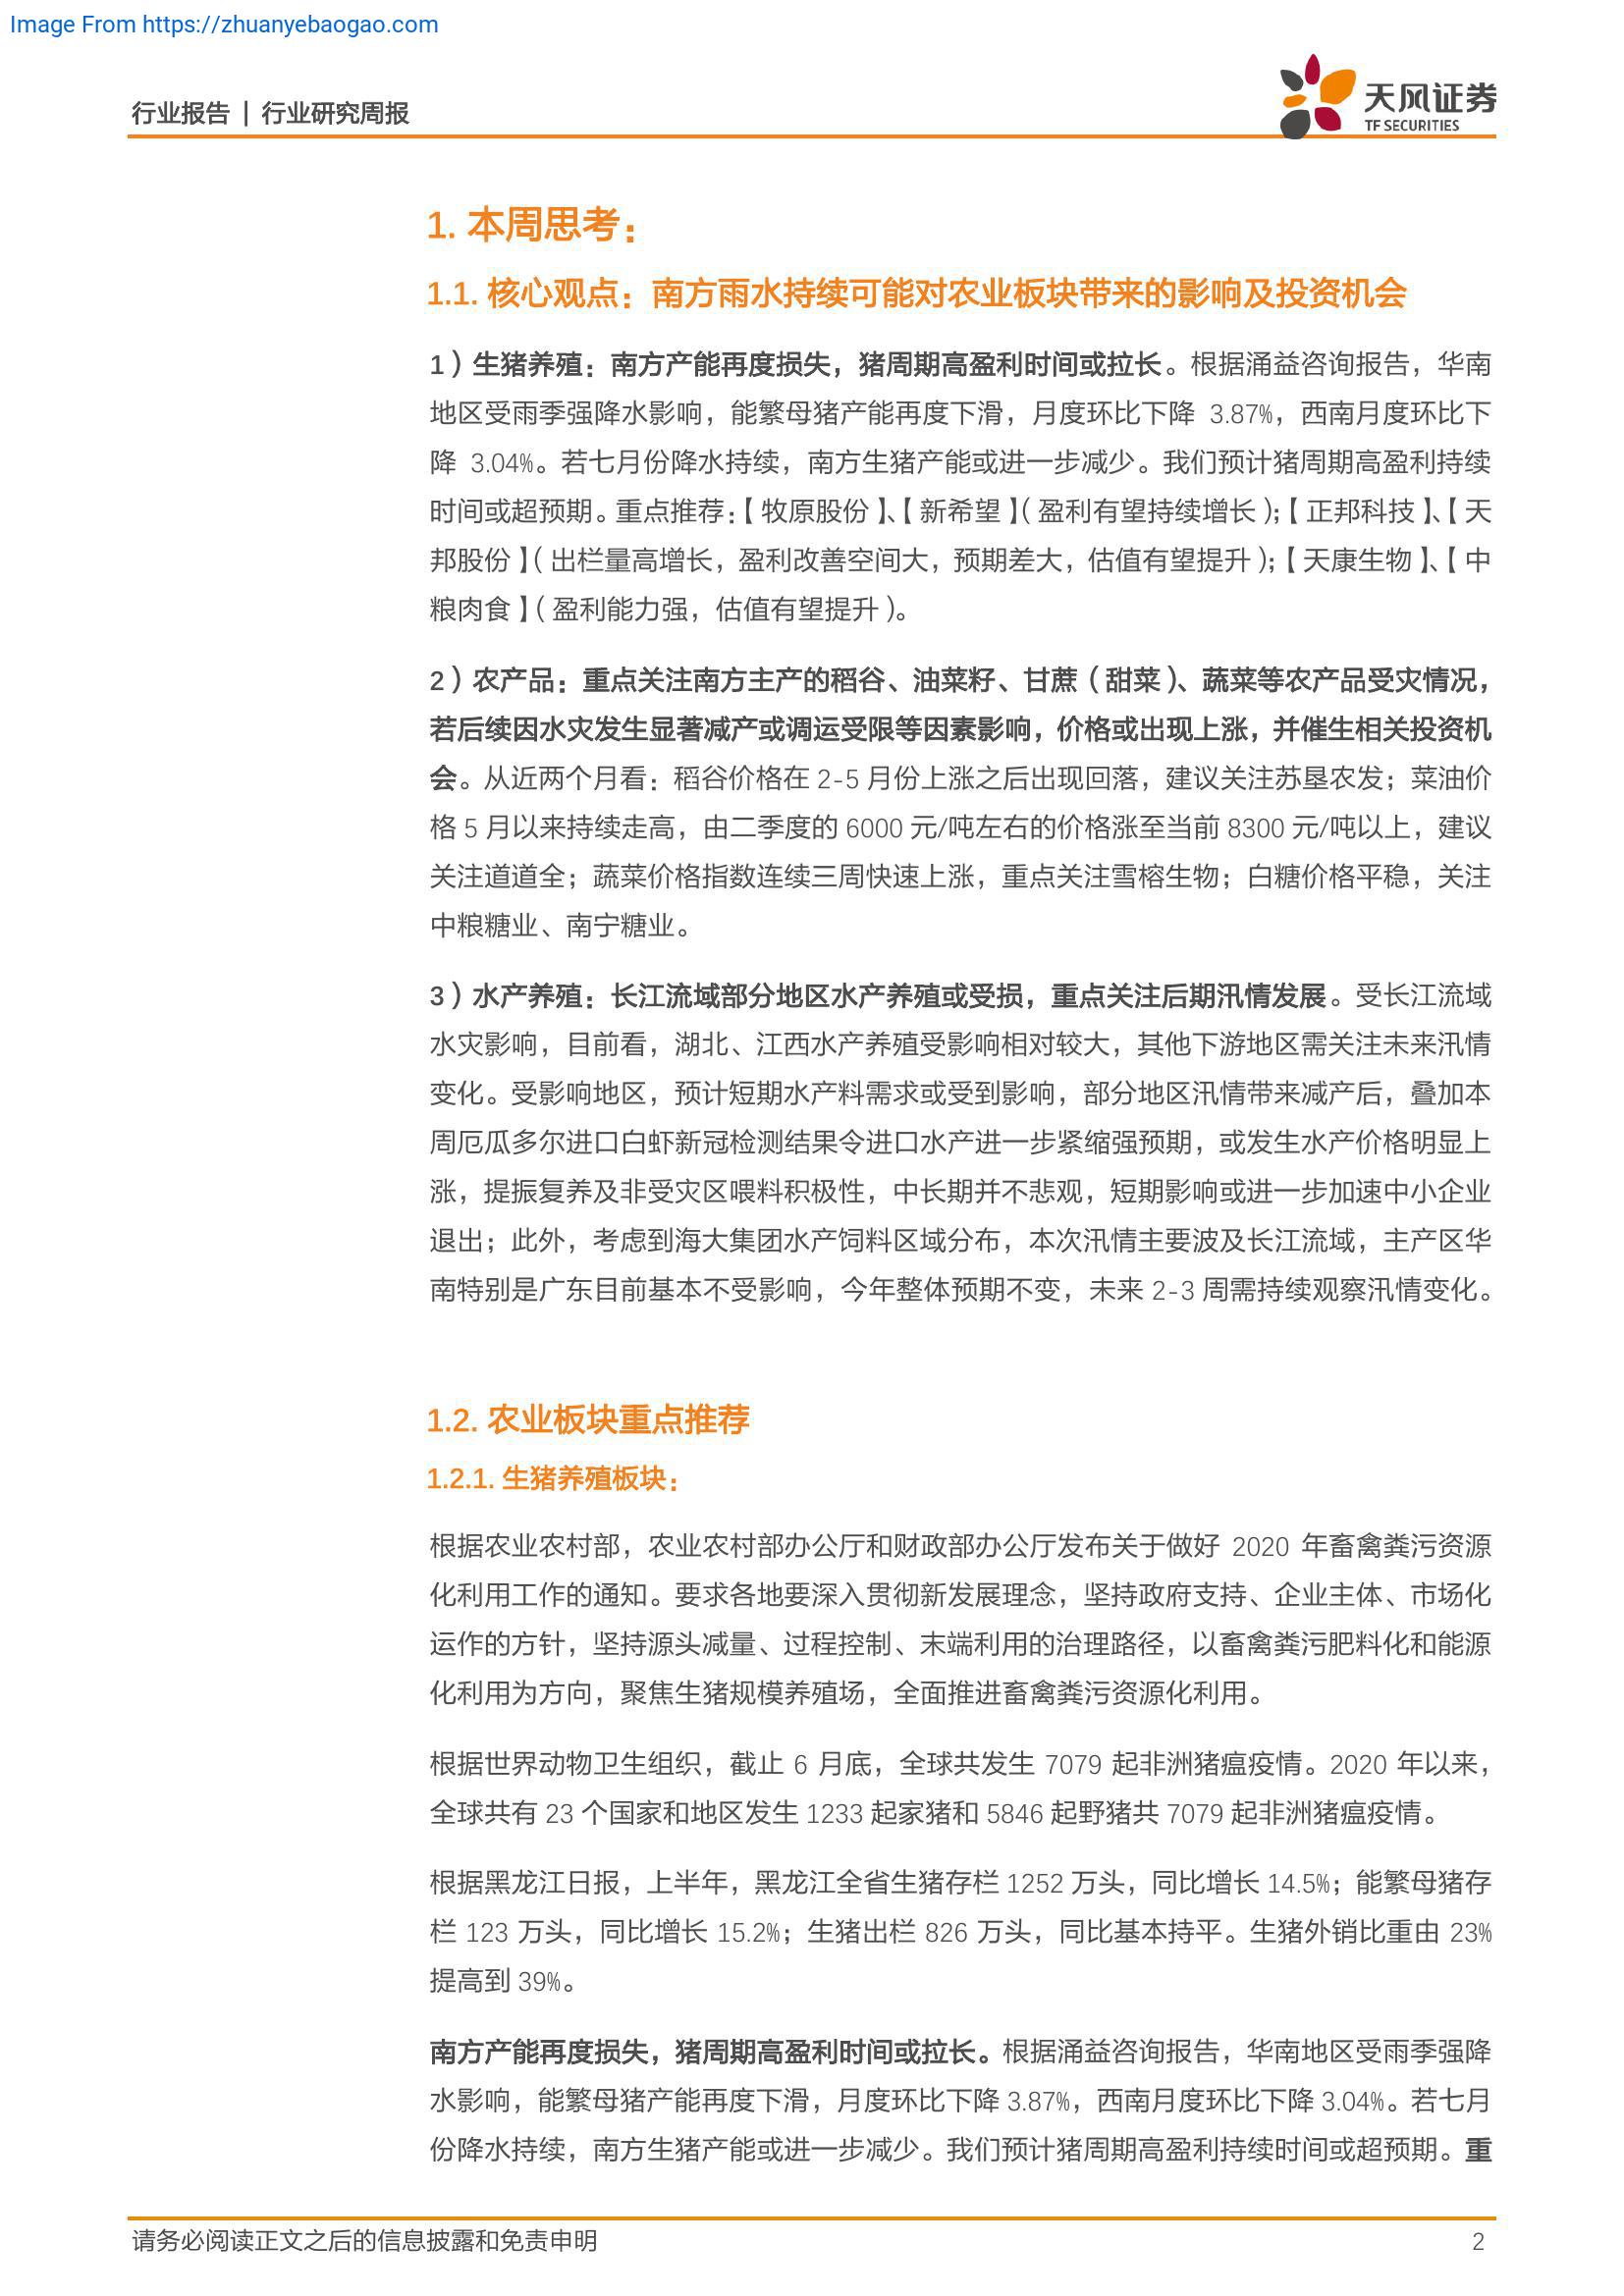 Image From https://zhuanyebaogao.com
行业报告 | 行业研究周报
天风证券
TF SECURITIES
1. 本周思考：
1.1. 核心观点：南方雨水持续可能对农业板块带来的影响及投资机会
1）生猪养殖：南方产能再度损失，猪周期高盈利时间或拉长。根据涌益咨询报告，华南
地区受雨季强降水影响，能繁母猪产能再度下滑，月度环比下降 3.87%，西南月度环比下
降 3.04%。若七月份降水持续，南方生猪产能或进一步减少。我们预计猪周期高盈利持续
时间或超预期。重点推荐：【牧原股份】、【新希望】（盈利有望持续增长）；【正邦科技】、【天
邦股份】（出栏量高增长，盈利改善空间大，预期差大，估值有望提升）；【天康生物】、【中
粮肉食】（盈利能力强，估值有望提升）。
2）农产品：重点关注南方主产的稻谷、油菜籽、甘蔗（甜菜）、蔬菜等农产品受灾情况，
若后续因水灾发生显著减产或调运受限等因素影响，价格或出现上涨，并催生相关投资机
会。从近两个月看：稻谷价格在 2-5 月份上涨之后出现回落，建议关注苏垦农发；菜油价
格 5 月以来持续走高，由二季度的 6000 元/吨左右的价格涨至当前 8300 元/吨以上，建议
关注道道全；蔬菜价格指数连续三周快速上涨，重点关注雪榕生物；白糖价格平稳，关注
中粮糖业、南宁糖业。
3）水产养殖：长江流域部分地区水产养殖或受损，重点关注后期汛情发展。受长江流域
水灾影响，目前看，湖北、江西水产养殖受影响相对较大，其他下游地区需关注未来汛情
变化。受影响地区，预计短期水产料需求或受到影响，部分地区汛情带来减产后，叠加本
周厄瓜多尔进口白虾新冠检测结果令进口水产进一步紧缩强预期，或发生水产价格明显上
涨，提振复养及非受灾区喂料积极性，中长期并不悲观，短期影响或进一步加速中小企业
退出；此外，考虑到海大集团水产饲料区域分布，本次汛情主要波及长江流域，主产区华
南特别是广东目前基本不受影响，今年整体预期不变，未来 2-3 周需持续观察汛情变化。
1.2. 农业板块重点推荐
1.2.1. 生猪养殖板块：
根据农业农村部，农业农村部办公厅和财政部办公厅发布关于做好 2020 年畜禽粪污资源
化利用工作的通知。要求各地要深入贯彻新发展理念，坚持政府支持、企业主体、市场化
运作的方针，坚持源头减量、过程控制、末端利用的治理路径，以畜禽粪污肥料化和能源
化利用为方向，聚焦生猪规模养殖场，全面推进畜禽粪污资源化利用。
根据世界动物卫生组织，截止 6 月底，全球共发生 7079 起非洲猪瘟疫情。2020 年以来，
全球共有 23 个国家和地区发生 1233 起家猪和 5846 起野猪共 7079 起非洲猪瘟疫情。
根据黑龙江日报，上半年，黑龙江全省生猪存栏 1252 万头，同比增长 14.5%；能繁母猪存
栏 123 万头，同比增长 15.2%；生猪出栏 826 万头，同比基本持平。生猪外销比重由 23%
提高到 39%。
南方产能再度损失，猪周期高盈利时间或拉长。根据涌益咨询报告，华南地区受雨季强降
水影响，能繁母猪产能再度下滑，月度环比下降 3.87%，西南月度环比下降 3.04%。若七月
份降水持续，南方生猪产能或进一步减少。我们预计猪周期高盈利持续时间或超预期。重
请务必阅读正文之后的信息披露和免责申明
2